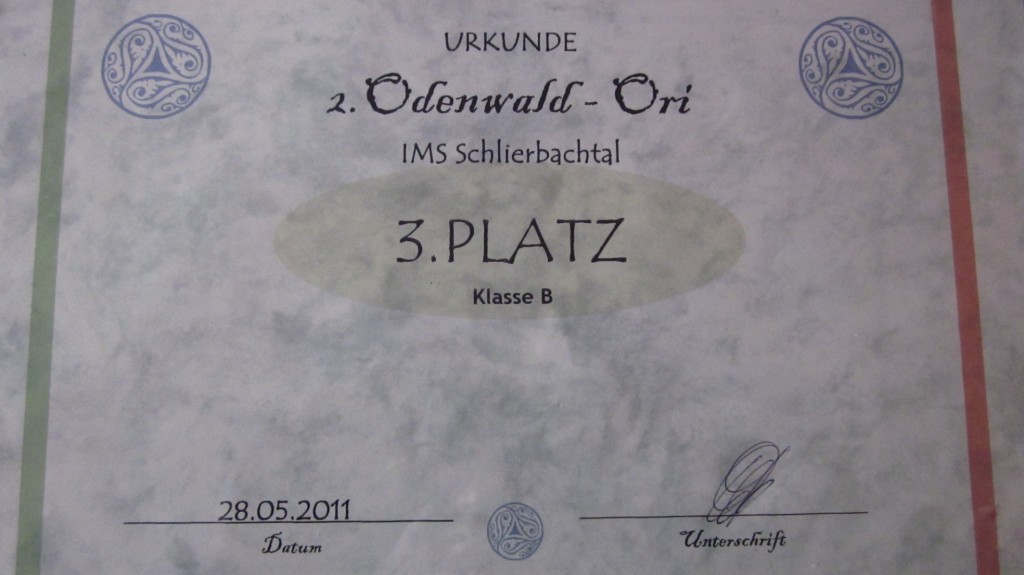 URKUNDE
2. Odenwald - Ori
IMS Schlierbachtal
3. PLATZ
Klasse B
28.05.2011
Datum
Unterschrift